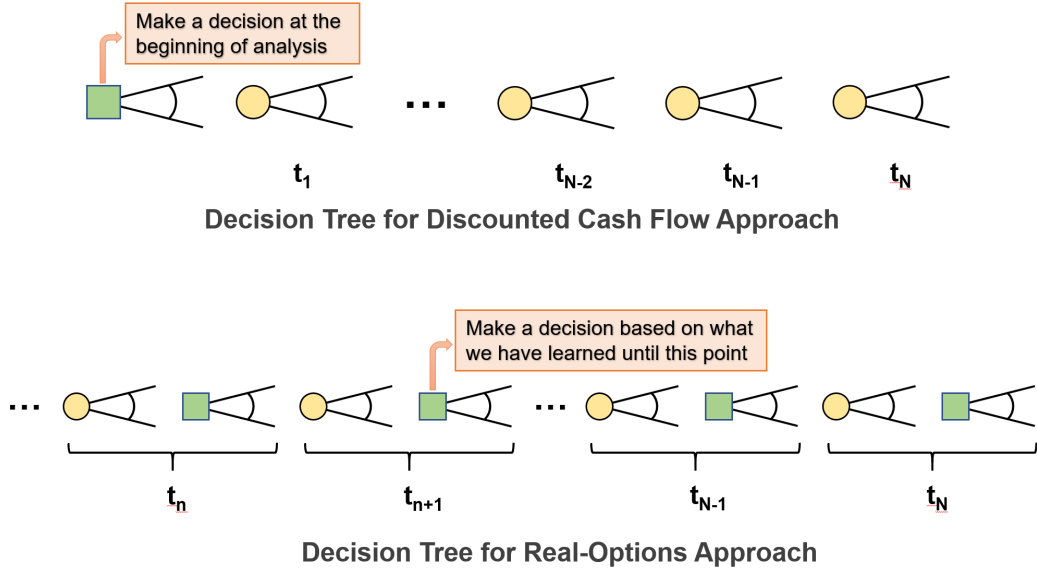 Make a decision at the
beginning of analysis
...
t1
tN-2
tN-1
tN
Decision Tree for Discounted Cash Flow Approach
Make a decision based on what
we have learned until this point
... ...
tn
tn+1
tN-1
tN
Decision Tree for Real-Options Approach